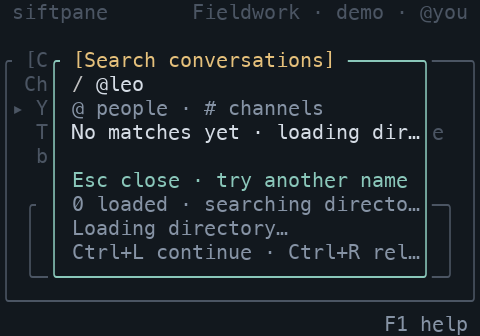 siftpane Fieldwork · demo · @you
[C [Search conversations]
Ch / @leo
▸ Y @ people · # channels
T No matches yet · loading dir… e
b
Esc close · try another name
0 loaded · searching directo…
Loading directory…
Ctrl+L continue · Ctrl+R rel…
F1 help